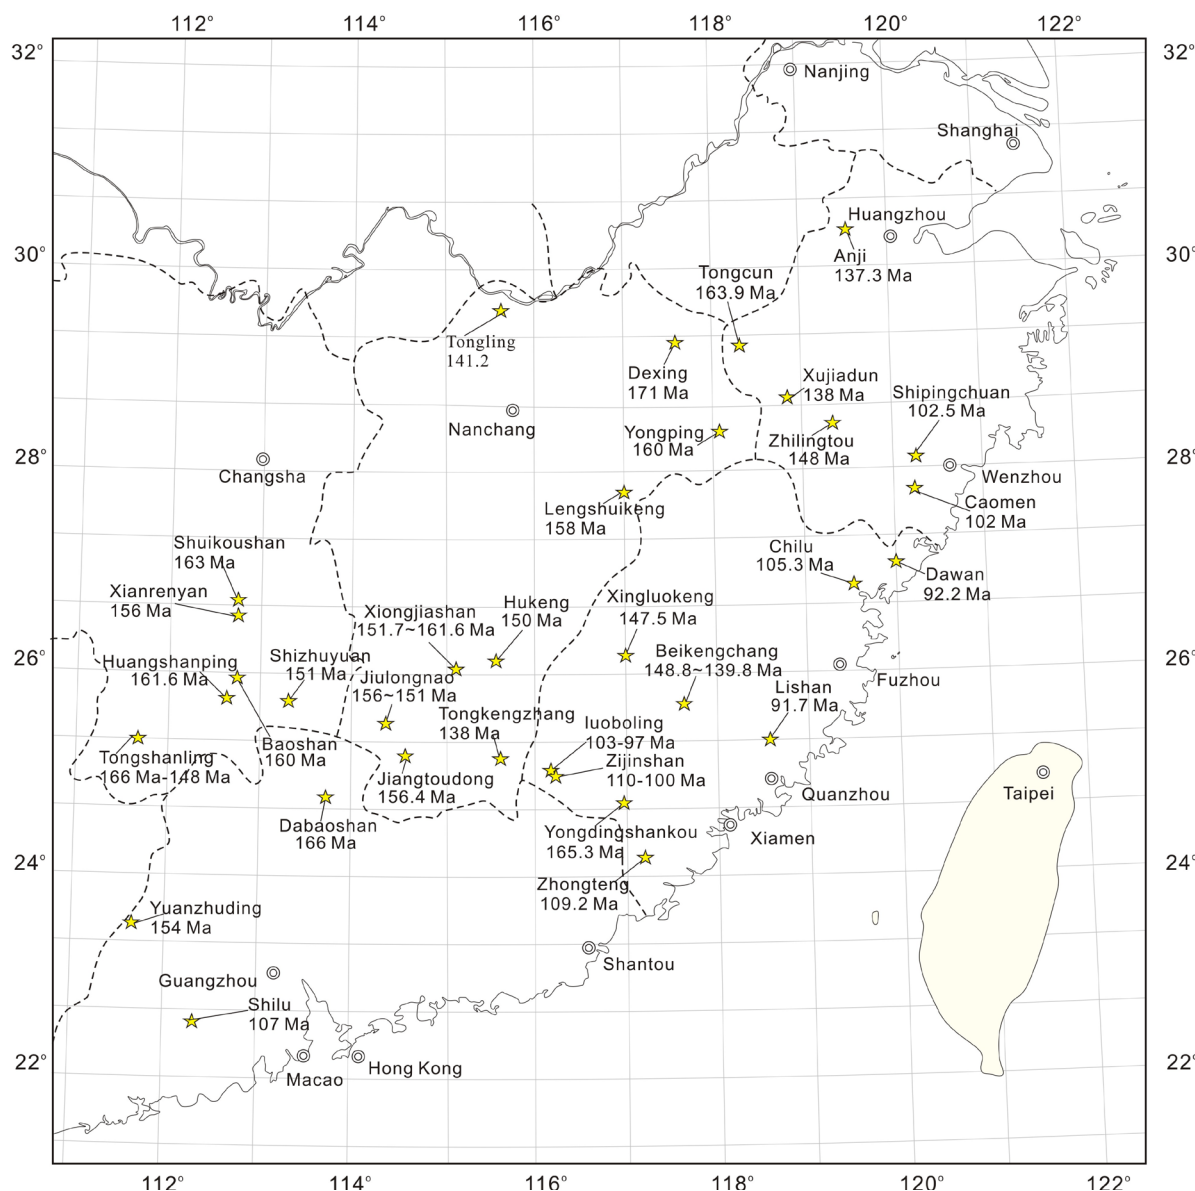 112°
114°
116°
118°
120°
122°
32°
32°
Nanjing
Shanghai
Huangzhou
30°
Anji
137.3 Ma
30°
Tongcun
163.9 Ma
Tongling
141.2
Dexing
171 Ma
Xujiadun
138 Ma
Shipingchuan
102.5 Ma
Nanchang
Yongping
160 Ma
Zhilingtou
148 Ma
28°
Changsha
28°
Wenzhou
Lengshuikeng
158 Ma
Caomen
102 Ma
Shuikoushan
163 Ma
Chilu
105.3 Ma
Dawan
92.2 Ma
Xianrenyan
156 Ma
Xiongjiashan
151.7~161.6 Ma
Hukeng
150 Ma
Xingluokeng
147.5 Ma
26°
26°
Huangshanping
161.6 Ma
Shizhuyuan
151 Ma
Jiulongnao
156~151 Ma
Beikengchang
148.8~139.8 Ma
Fuzhou
Lishan
91.7 Ma
Tongkengzhang
138 Ma
luoboling
103-97 Ma
Baoshan
160 Ma
Tongshanling
166 Ma-148 Ma
Zijinshan
110-100 Ma
Jiangtoudong
156.4 Ma
Quanzhou
Taipei
Dabaoshan
166 Ma
Yongdingshankou
165.3 Ma
Xiamen
24°
24°
Zhongteng
109.2 Ma
Yuanzhuding
154 Ma
Shantou
Guangzhou
Shilu
107 Ma
22°
22°
Macao
Hong Kong
112°
114°
116°
118°
120°
122°